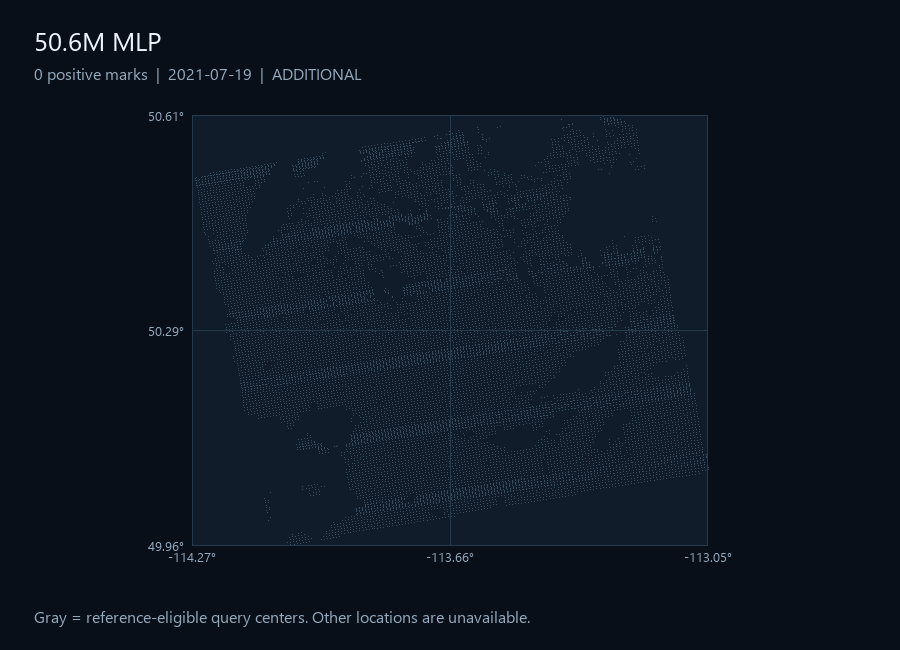 50.6M MLP
0 positive marks | 2021-07-19 | ADDITIONAL
50.61°
50.29°
49.96°
-114.27° -113.66° -113.05°
Gray = reference-eligible query centers. Other locations are unavailable.